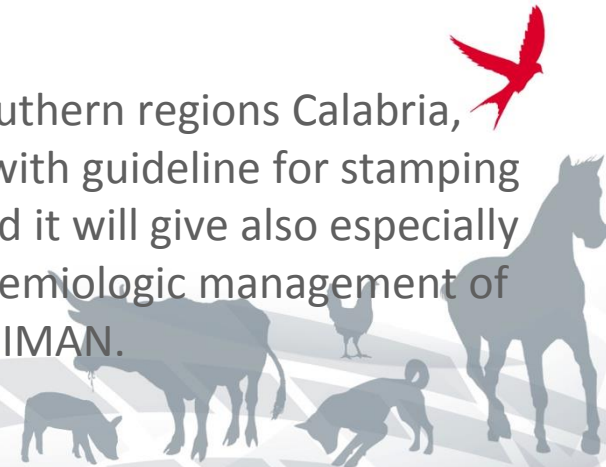 uthern regions Calabria,
with guideline for stamping
d it will give also especially
emiologic management of
IMAN.